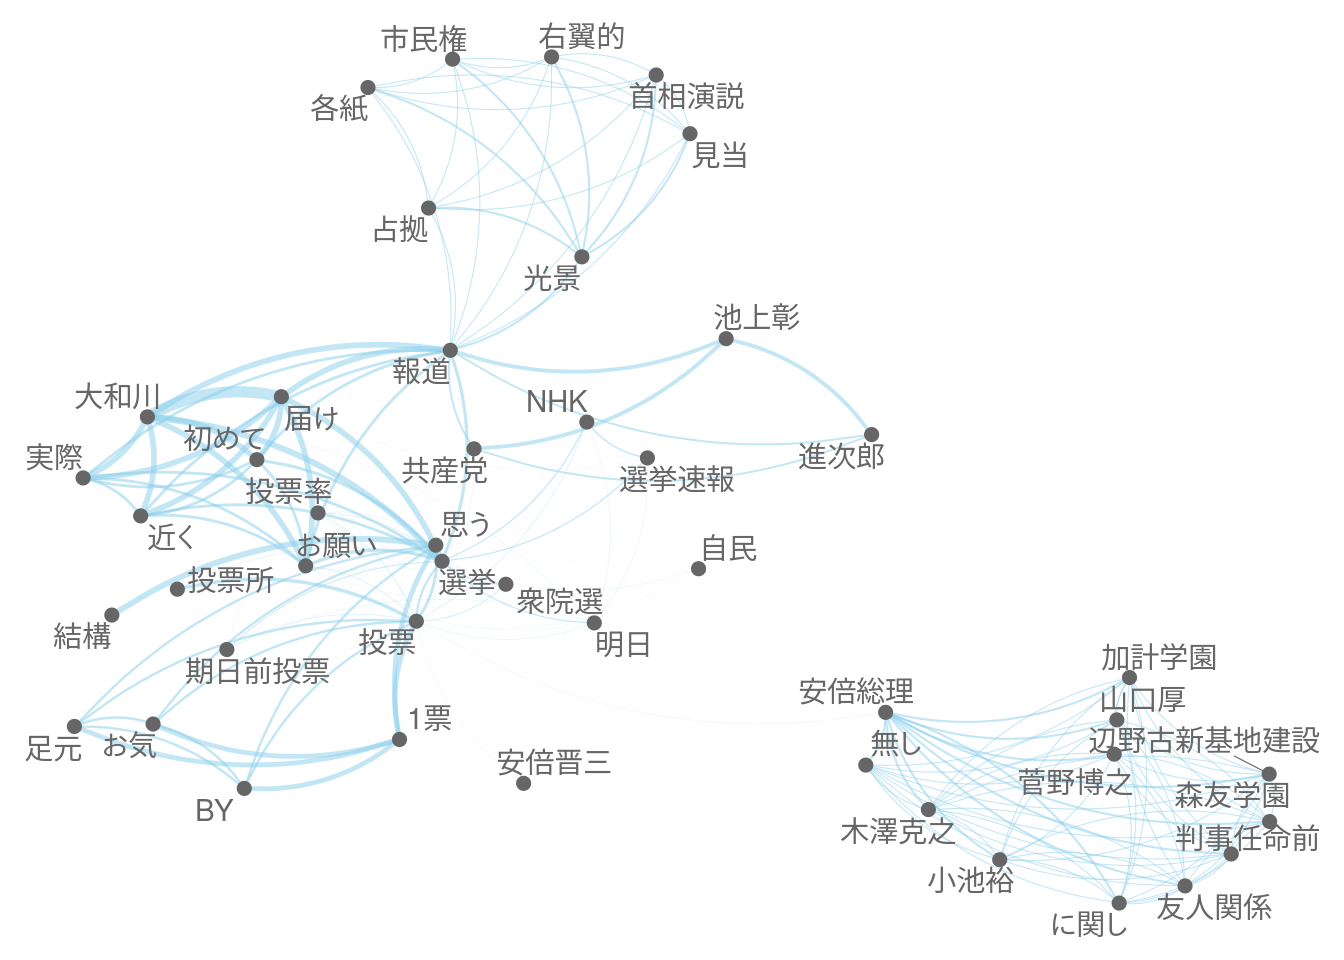 市民権
右翼的
各紙
首相演説
見当
占拠
光景
池上彰
報道
大和川
NHK
届け
初めて
実際
共産党
進次郎
選挙速報
投票率
思う
近く
お願い
自民
投票所
選挙
衆院選
結構
投票
明日
期日前投票
加計学園
安倍総理
山口厚
1票
足元
お気
無し
辺野古新基地建設
安倍晋三
菅野博之
森友学園
BY
木澤克之
判事任命前
小池裕
に関し
友人関係